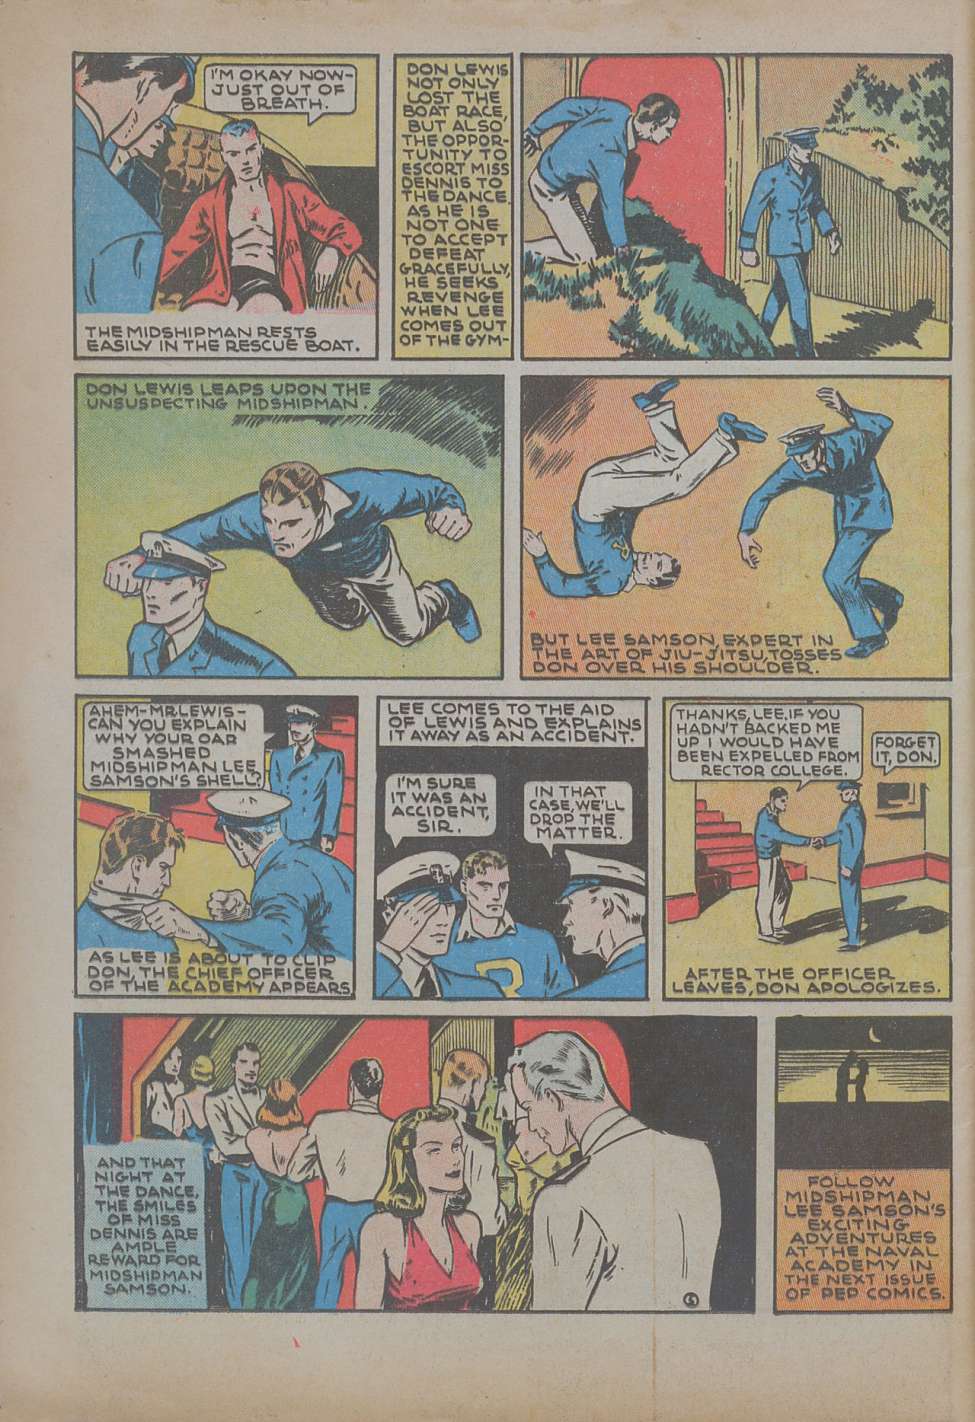 I'M OKAY NOW-
JUST OUT OF
BREATH.
THE MIDSHIPMAN RESTS
EASILY IN THE RESCUE BOAT.
DON LEWIS
NOT ONLY
LOST THE
BOAT RACE,
BUT ALSO
THE OPPOR-
TUNITY TO
ESCORT MISS
DENNIS TO
THE DANCE.
AS HE IS
NOT ONE
TO ACCEPT
DEFEAT
GRACEFULLY,
HE SEEKS
REVENGE
WHEN LEE
COMES OUT
OF THE GYM-
DON LEWIS LEAPS UPON THE
UNSUSPECTING MIDSHIPMAN.
BUT LEE SAMSON, EXPERT IN
THE ART OF JIU-JITSU, TOSSES
DON OVER HIS SHOULDER.
AHEM-MR.LEWIS-
CAN YOU EXPLAIN
WHY YOUR OAR
SMASHED
MIDSHIPMAN LEE
SAMSON'S SHELL?
AS LEE IS ABOUT TO CLIP
DON, THE CHIEF OFFICER
OF THE ACADEMY APPEARS.
LEE COMES TO THE AID
OF LEWIS AND EXPLAINS
IT AWAY AS AN ACCIDENT.
I'M SURE
IT WAS AN
ACCIDENT,
SIR.
IN THAT
CASE, WE'LL
DROP THE
MATTER.
THANKS, LEE, IF YOU
HADN'T BACKED ME
UP I WOULD HAVE
BEEN EXPELLED FROM
RECTOR COLLEGE.
FORGET
IT, DON.
AFTER THE OFFICER
LEAVES, DON APOLOGIZES.
AND THAT
NIGHT AT
THE DANCE,
THE SMILES
OF MISS
DENNIS ARE
AMPLE
REWARD FOR
MIDSHIPMAN
SAMSON.
FOLLOW
MIDSHIPMAN
LEE SAMSON'S
EXCITING
ADVENTURES
AT THE NAVAL
ACADEMY IN
THE NEXT ISSUE
OF PEP COMICS.